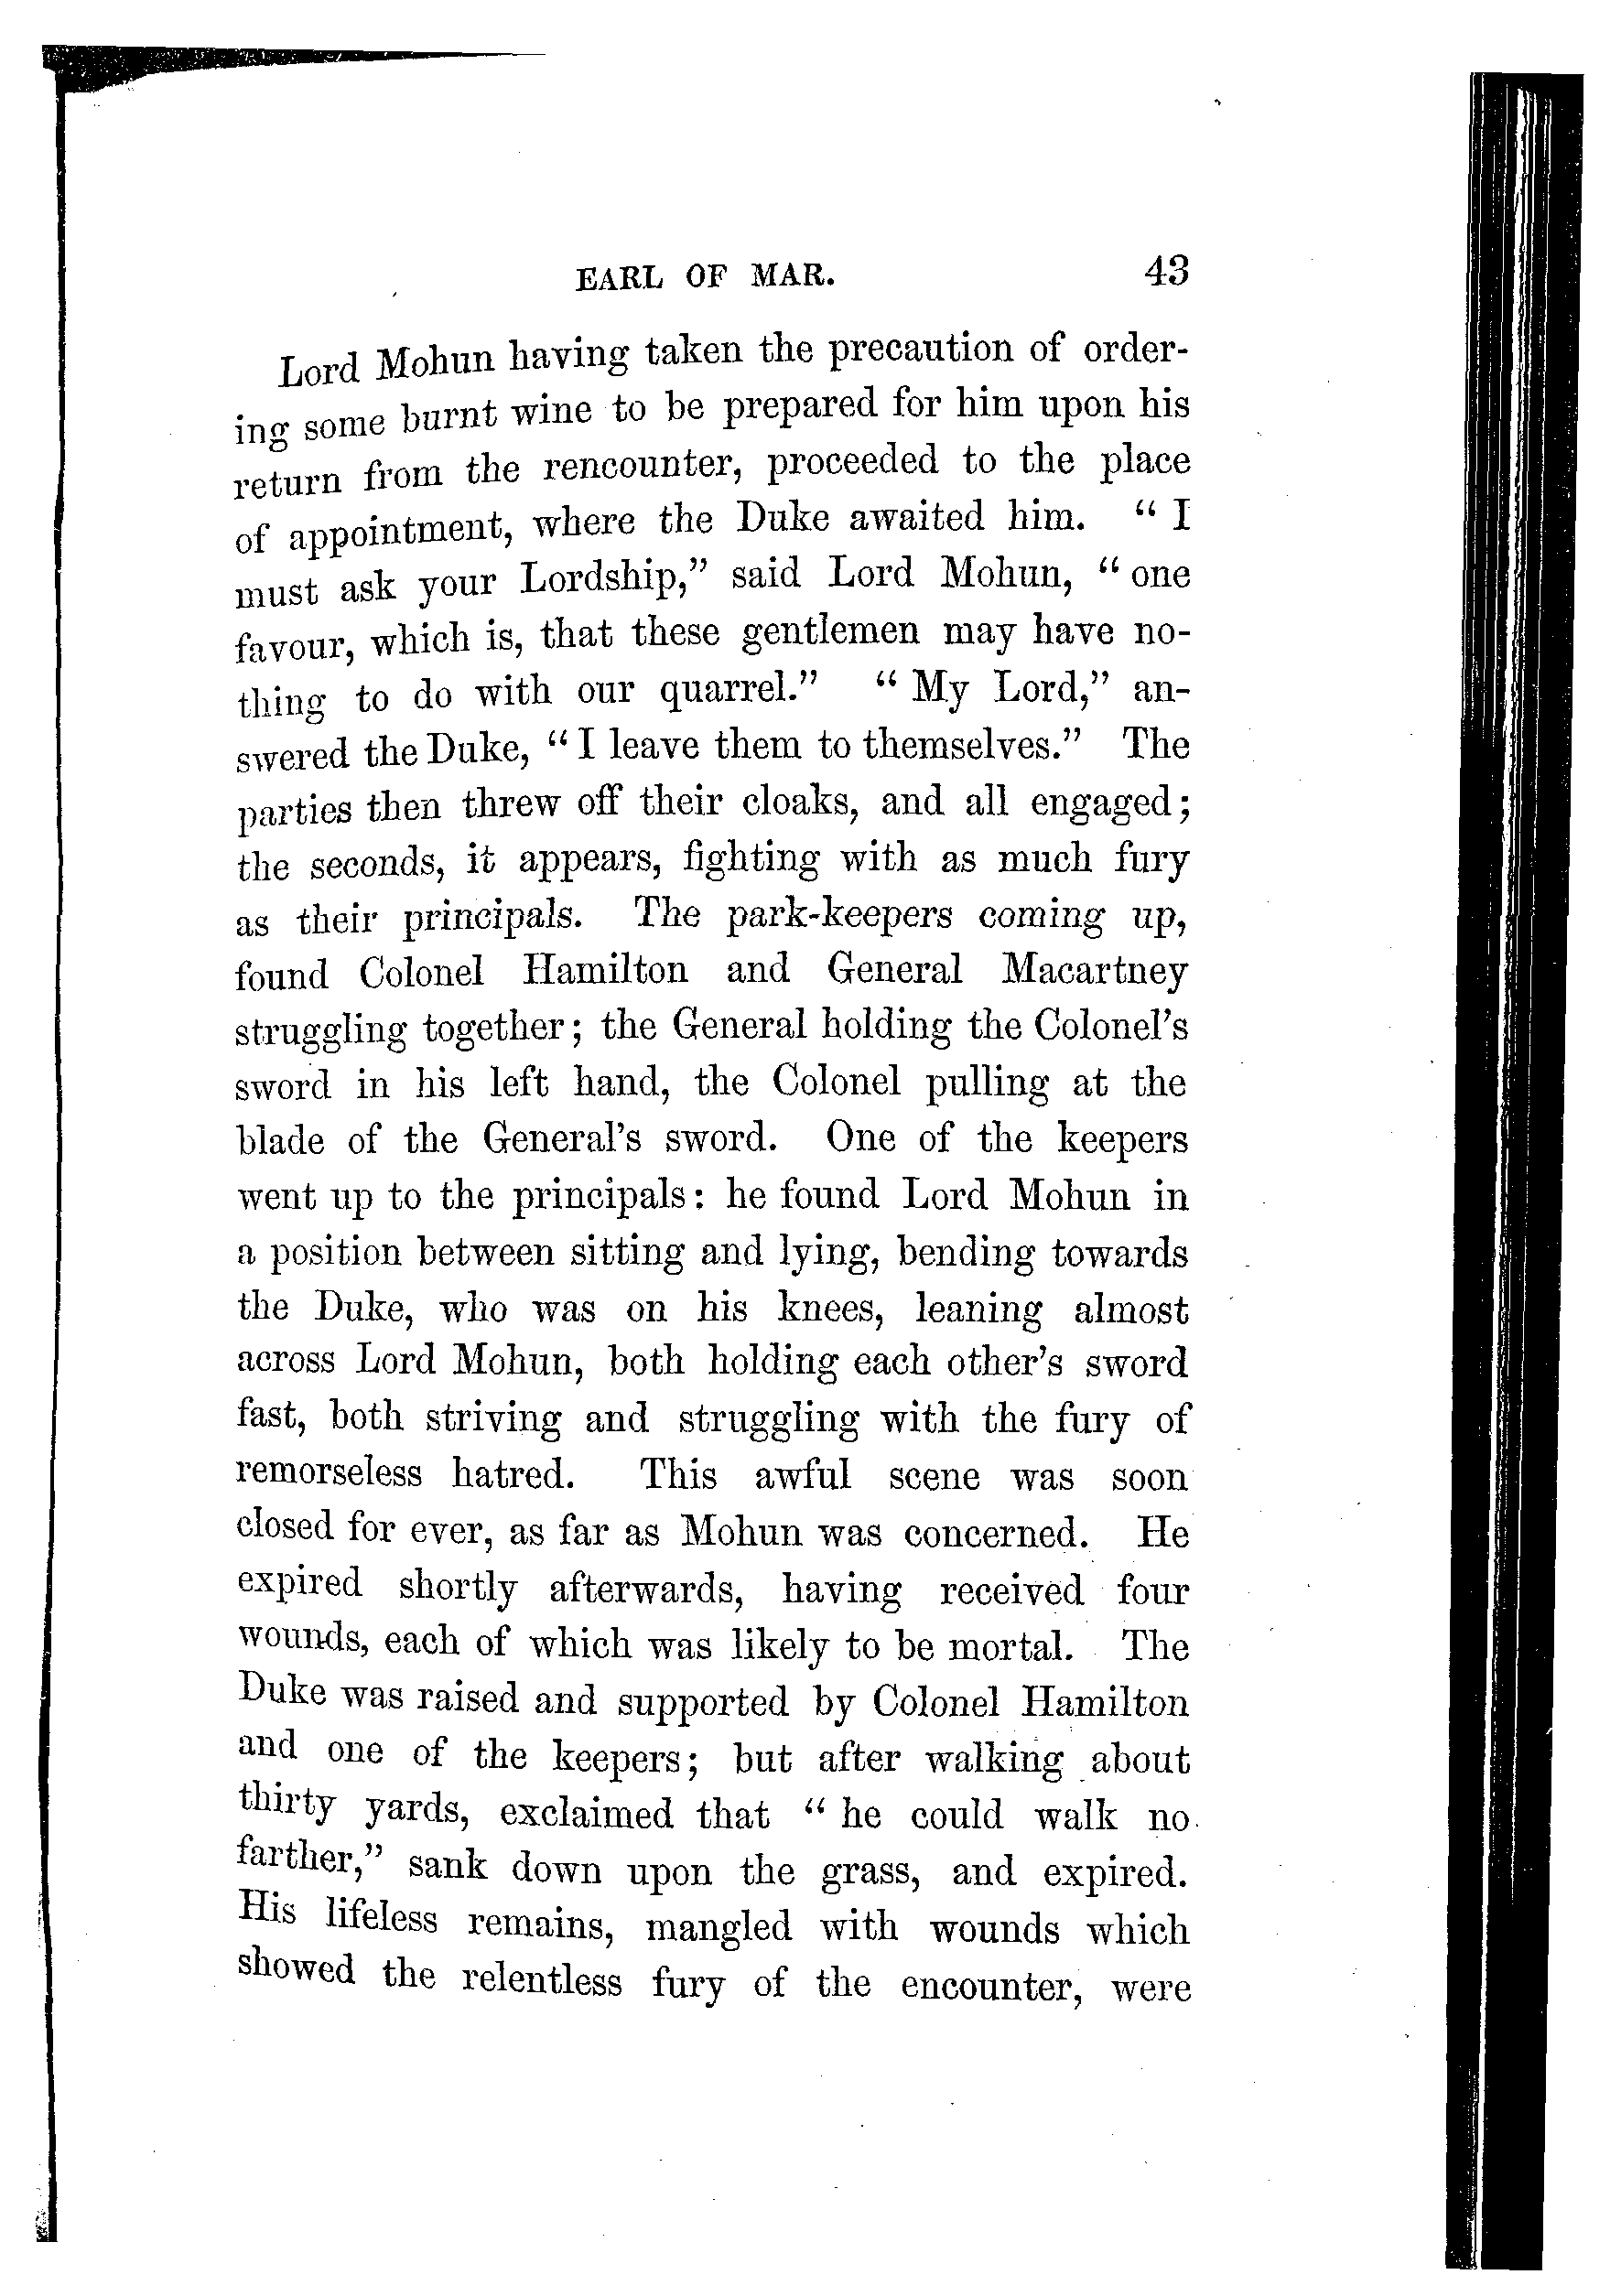 EARL OF MAR. 43
Lord Mohun having taken the precaution of order-
ing some burnt wine to be prepared for him upon his
return from the rencounter, proceeded to the place
of appointment, where the Duke awaited him. “ I
must ask your Lordship,” said Lord Mohun, “ one
favour, which is, that these gentlemen may have no-
thing to do with our quarrel.” “ My Lord,” an-
swered the Duke, “ I leave them to themselves.” The
parties then threw off their cloaks, and all engaged;
the seconds, it appears, fighting with as much fury
as their principals. The park-keepers coming up,
found Colonel Hamilton and General Macartney
struggling together; the General holding the Colonel’s
sword in his left hand, the Colonel pulling at the
blade of the General’s sword. One of the keepers
went up to the principals: he found Lord Mohun in
a position between sitting and lying, bending towards
the Duke, who was on his knees, leaning almost
across Lord Mohun, both holding each other’s sword
fast, both striving and struggling with the fury of
remorseless hatred. This awful scene was soon
closed for ever, as far as Mohun was concerned. He
expired shortly afterwards, having received four
wounds, each of which was likely to be mortal. The
Duke was raised and supported by Colonel Hamilton
and one of the keepers; but after walking about
thirty yards, exclaimed that “ he could walk no
farther,” sank down upon the grass, and expired.
His lifeless remains, mangled with wounds which
showed the relentless fury of the encounter, were